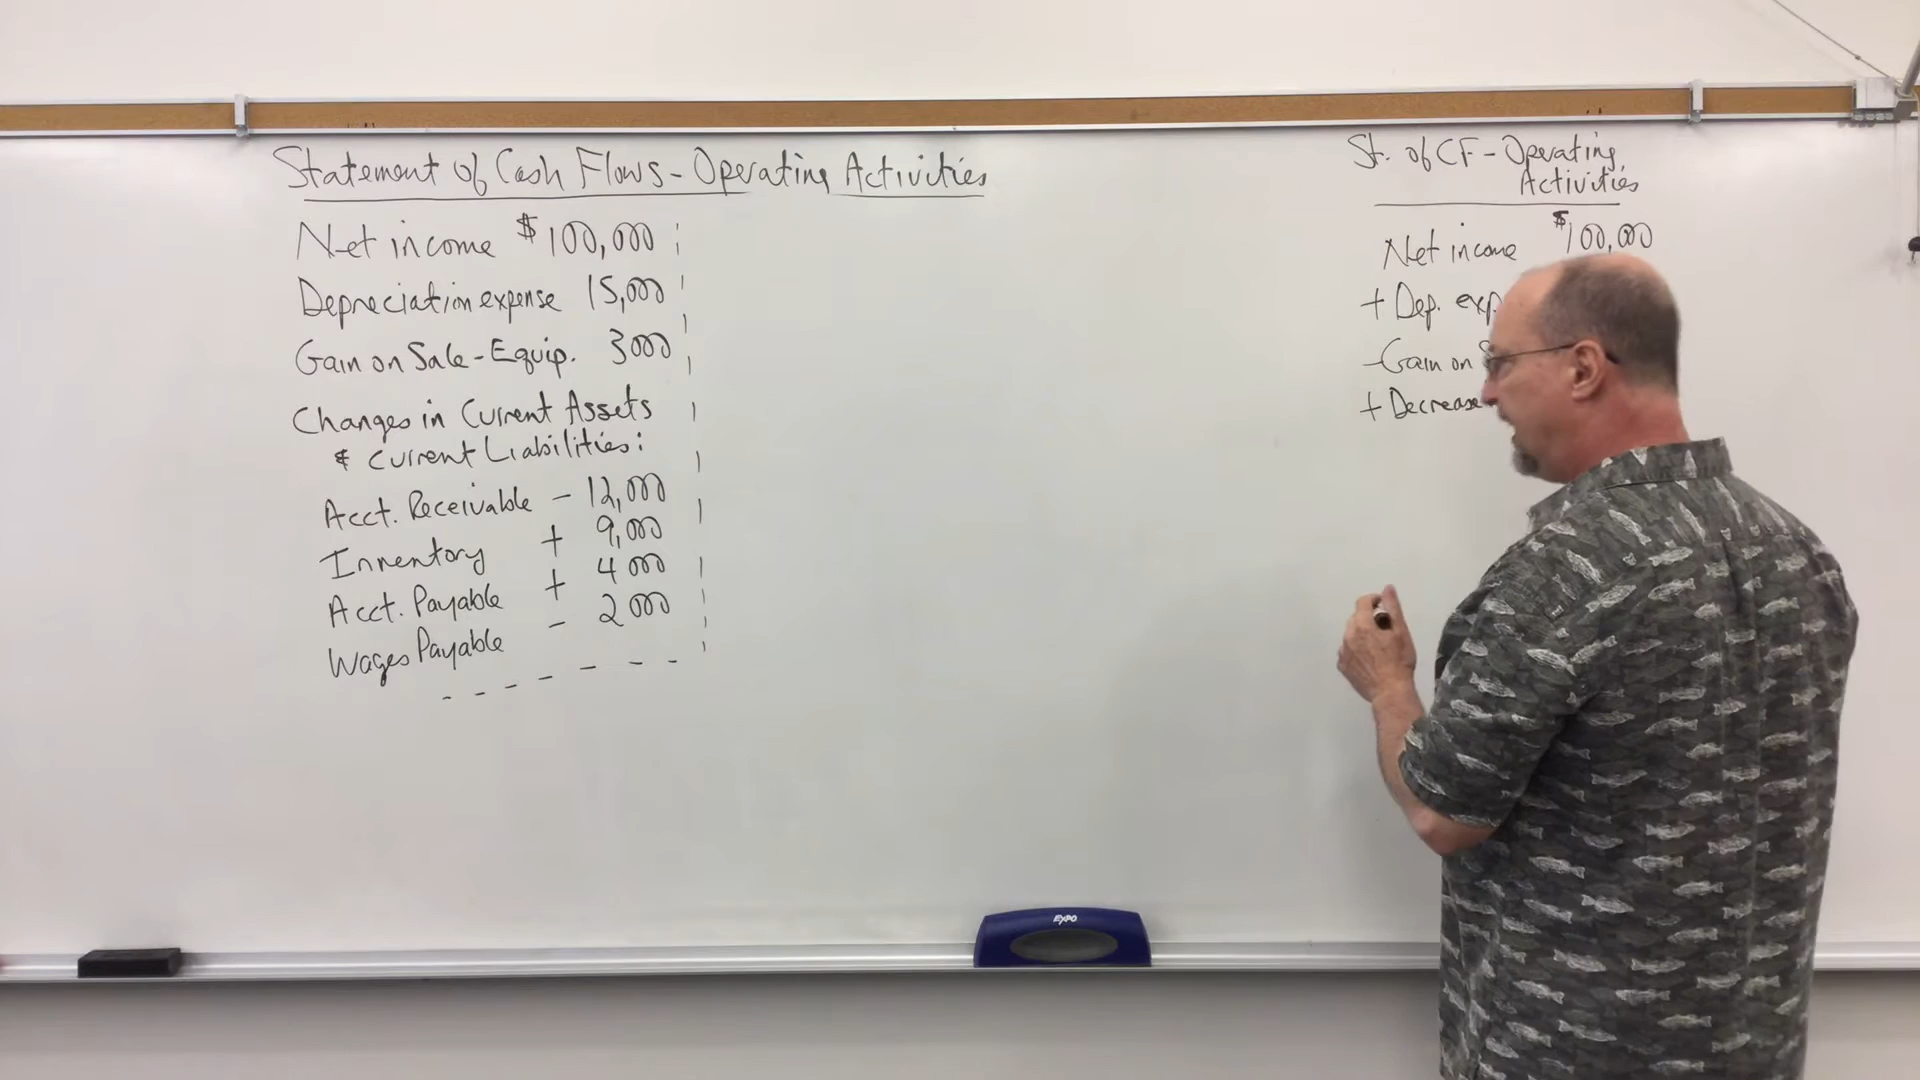 Statement of Cash Flows - Operating Activities
Net income $100,000
Depreciation expense 15,000
Gain on Sale - Equip. 3000
Changes in Current Assets
& Current Liabilities:
Acct. Receivable - 12,000
Inventory + 9,000
Acct. Payable + 4000
Wages Payable - 2000
St. of CF - Operating
Activities
Net income $100,000
+ Dep. exp
- Gain on
+ Decrease
EXPO